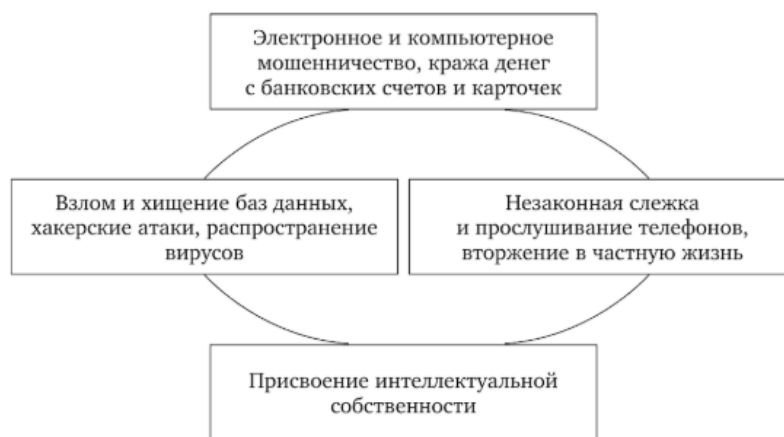 Электронное и компьютерное
мошенничество, кража денег
с банковских счетов и карточек
Взлом и хищение баз данных,
хакерские атаки, распространение
вирусов
Незаконная слежка
и прослушивание телефонов,
вторжение в частную жизнь
Присвоение интеллектуальной
собственности